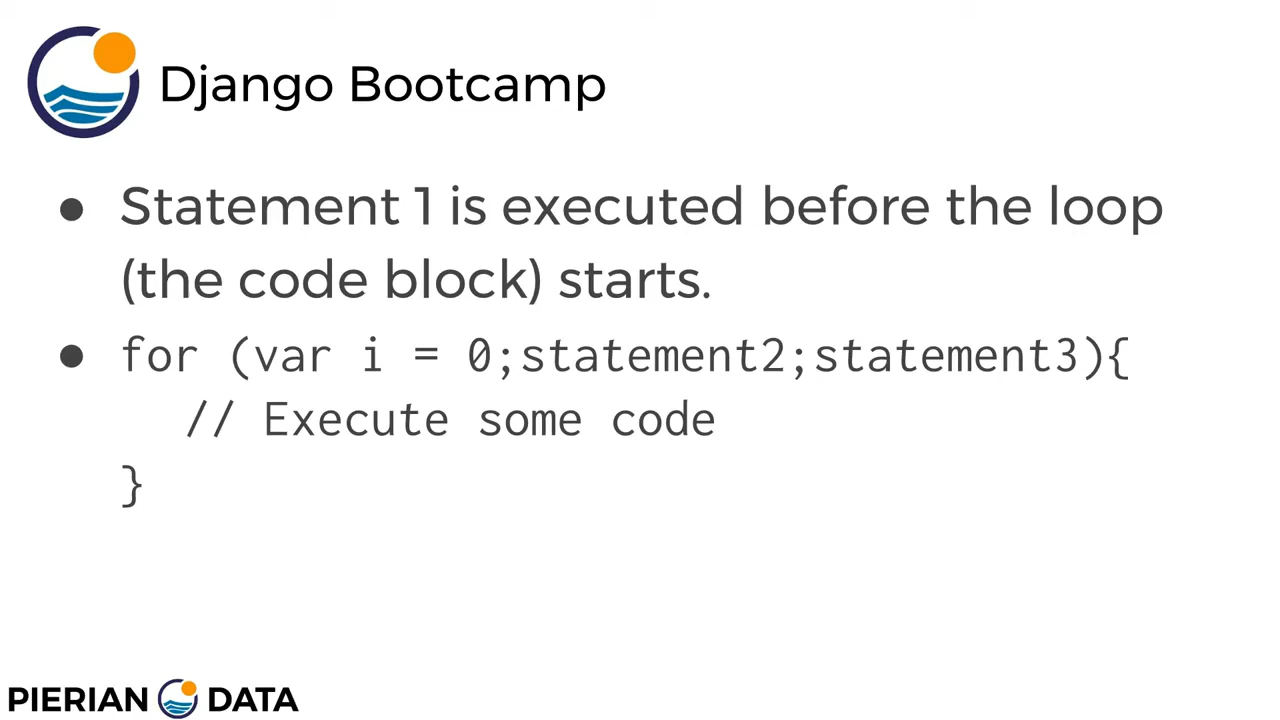 Django Bootcamp
● Statement 1 is executed before the loop
(the code block) starts.
● for (var i = 0;statement2;statement3){
// Execute some code
}
PIERIAN DATA